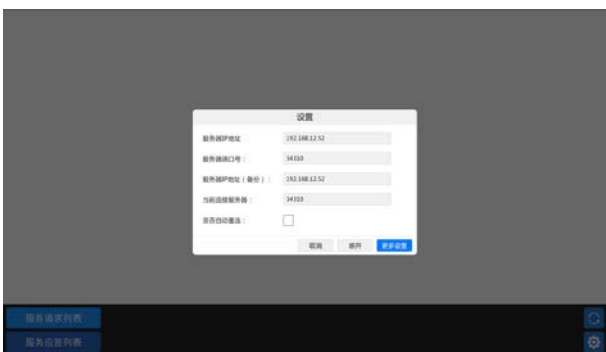 设置
服务器IP地址
192.168.12.52
服务器端口号：
34310
服务器IP地址（备份）：
192.168.12.52
当前连接服务器：
34310
是否自动重连：
取消 断开 更多设置
服务请求列表
服务应答列表